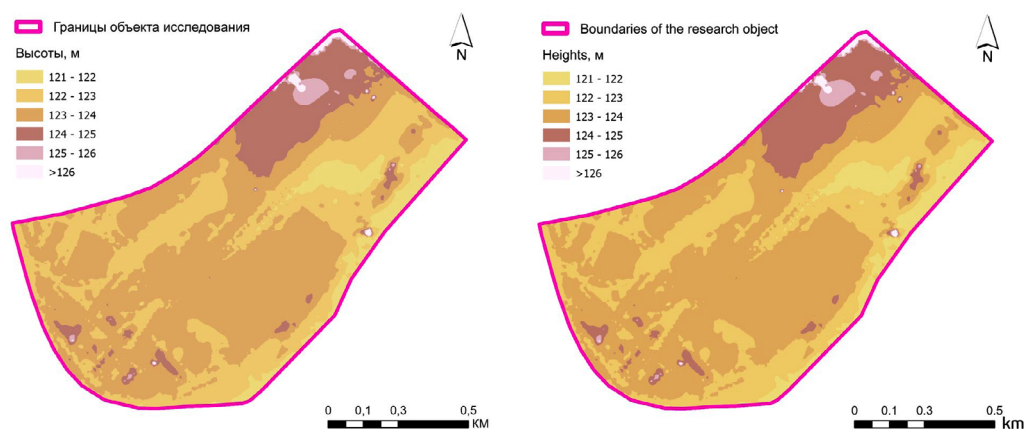 Границы объекта исследования
Высоты, м
121 - 122
122 - 123
123 - 124
124 - 125
125 - 126
>126
N
0 0,1 0,3 0,5
КМ
Boundaries of the research object
Heights, м
121 - 122
122 - 123
123 - 124
124 - 125
125 - 126
>126
N
0 0.1 0.3 0.5
km